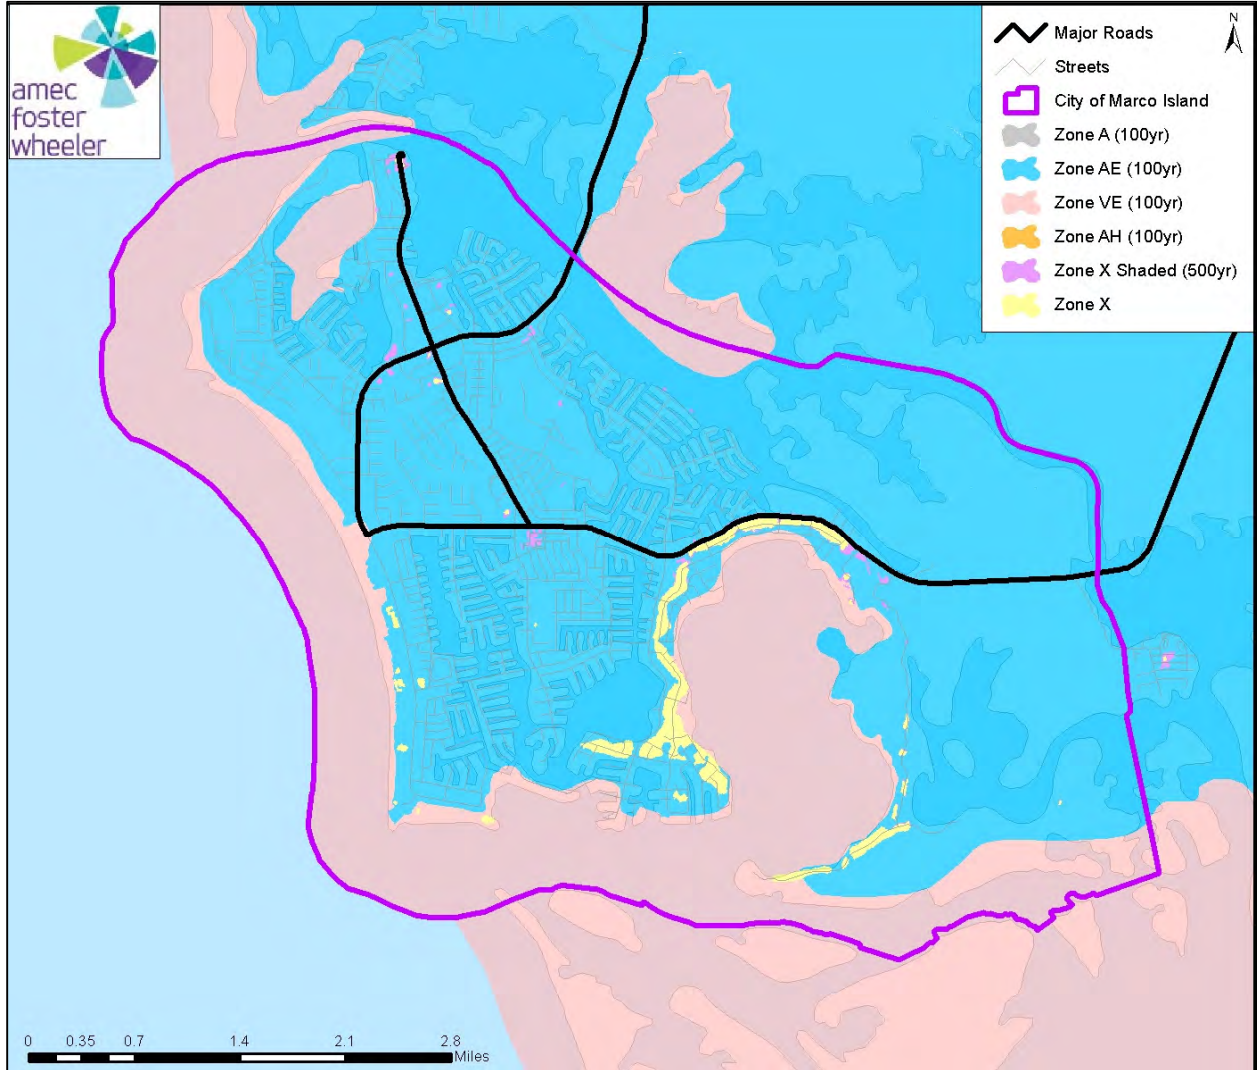 amec
foster
wheeler
N
Major Roads
Streets
City of Marco Island
Zone A (100yr)
Zone AE (100yr)
Zone VE (100yr)
Zone AH (100yr)
Zone X Shaded (500yr)
Zone X
0 0.35 0.7 1.4 2.1 2.8
Miles